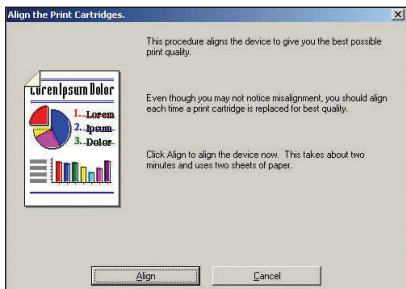 Align the Print Cartridges.
This procedure aligns the device to give you the best possible
print quality.
Lorem Ipsum Dolor
1. Lorem
2. Ipsum
3. Dolor
Even though you may not notice misalignment, you should align
each time a print cartridge is replaced for best quality.
Click Align to align the device now. This takes about two
minutes and uses two sheets of paper.
Align
Cancel